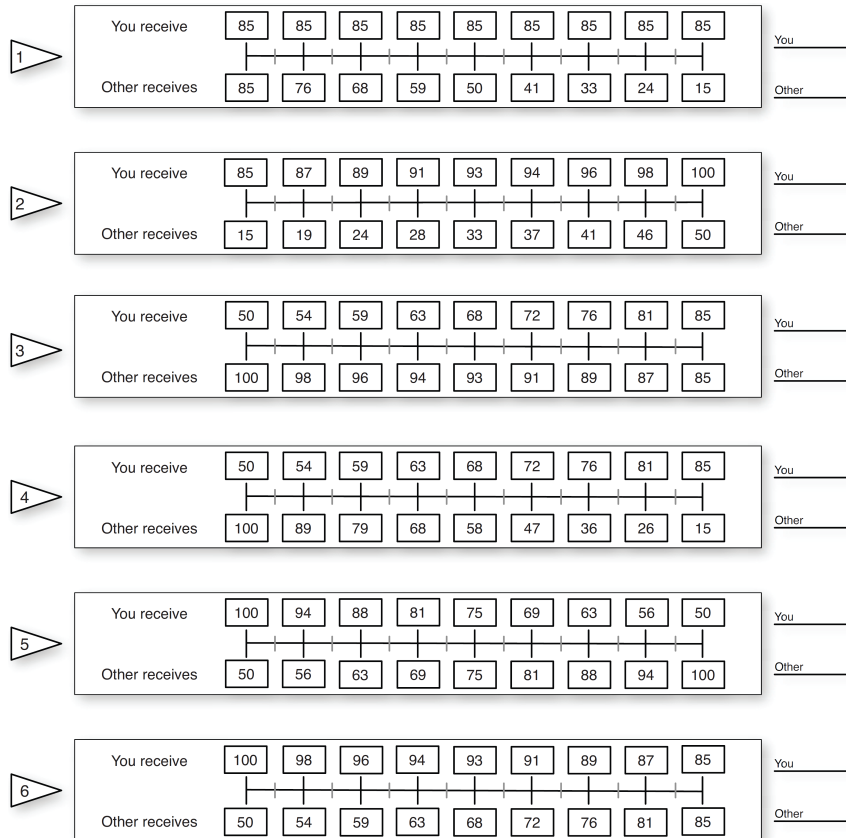 You receive 85 85 85 85 85 85 85 85 85
You
1
Other receives 85 76 68 59 50 41 33 24 15
Other
You receive 85 87 89 91 93 94 96 98 100
You
2
Other receives 15 19 24 28 33 37 41 46 50
Other
You receive 50 54 59 63 68 72 76 81 85
You
3
Other receives 100 98 96 94 93 91 89 87 85
Other
You receive 50 54 59 63 68 72 76 81 85
You
4
Other receives 100 89 79 68 58 47 36 26 15
Other
You receive 100 94 88 81 75 69 63 56 50
You
5
Other receives 50 56 63 69 75 81 88 94 100
Other
You receive 100 98 96 94 93 91 89 87 85
You
6
Other receives 50 54 59 63 68 72 76 81 85
Other